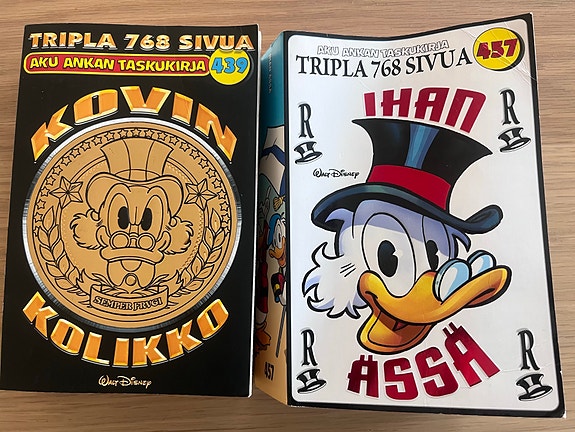 TRIPLA 768 SIVUA
AKU ANKAN TASKUKIRJA 439
KOVIN
SEMPER FRUGI
KOLIKKO
WALT DISNEY
AKU ANKAN TASKUKIRJA
TRIPLA 768 SIVUA
457
IHAN
R
R
WALT DISNEY
R
R
ÄSSÄ
457